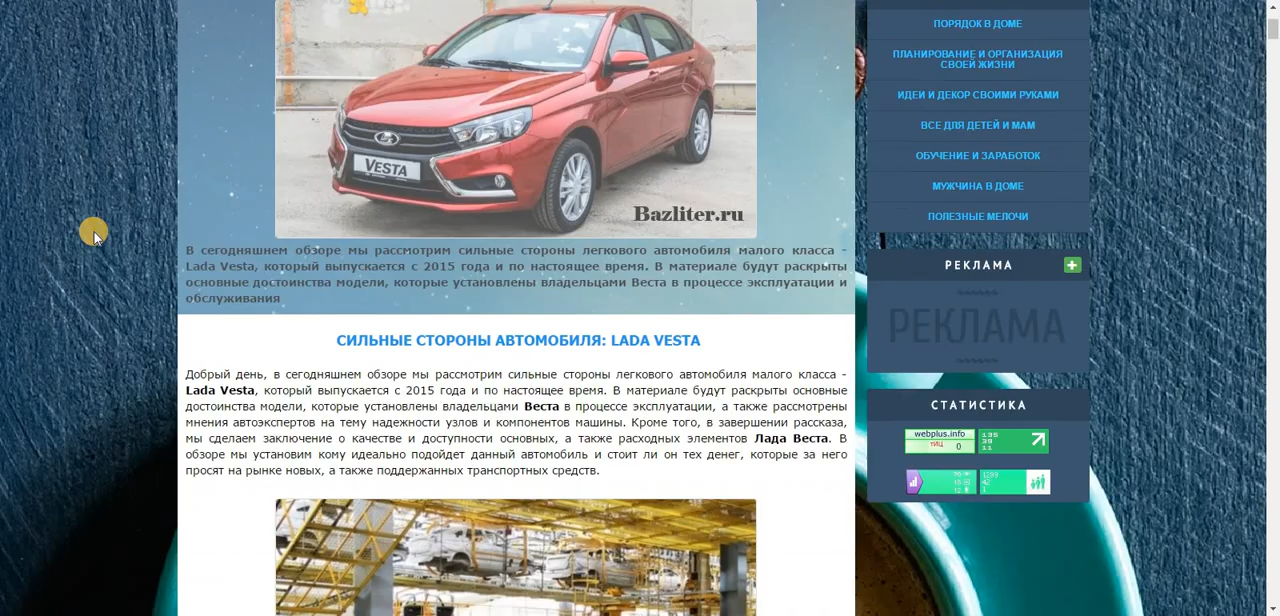 VESTA
Bazliter.ru
В сегодняшнем обзоре мы рассмотрим сильные стороны легкового автомобиля малого класса -
Lada Vesta, который выпускается с 2015 года и по настоящее время. В материале будут раскрыты
основные достоинства модели, которые установлены владельцами Веста в процессе эксплуатации и
обслуживания
СИЛЬНЫЕ СТОРОНЫ АВТОМОБИЛЯ: LADA VESTA
Добрый день, в сегодняшнем обзоре мы рассмотрим сильные стороны легкового автомобиля малого класса -
Lada Vesta, который выпускается с 2015 года и по настоящее время. В материале будут раскрыты основные
достоинства модели, которые установлены владельцами Веста в процессе эксплуатации, а также рассмотрены
мнения автоэкспертов на тему надежности узлов и компонентов машины. Кроме того, в завершении рассказа,
мы сделаем заключение о качестве и доступности основных, а также расходных элементов Лада Веста. В
обзоре мы установим кому идеально подойдет данный автомобиль и стоит ли он тех денег, которые за него
просят на рынке новых, а также поддержанных транспортных средств.
ПОРЯДОК В ДОМЕ
ПЛАНИРОВАНИЕ И ОРГАНИЗАЦИЯ
СВОЕЙ ЖИЗНИ
ИДЕИ И ДЕКОР СВОИМИ РУКАМИ
ВСЕ ДЛЯ ДЕТЕЙ И МАМ
ОБУЧЕНИЕ И ЗАРАБОТОК
МУЖЧИНА В ДОМЕ
ПОЛЕЗНЫЕ МЕЛОЧИ
РЕКЛАМА
РЕКЛАМА
СТАТИСТИКА
webplus.info
тИЦ 0
135
39
11
1299
42
1